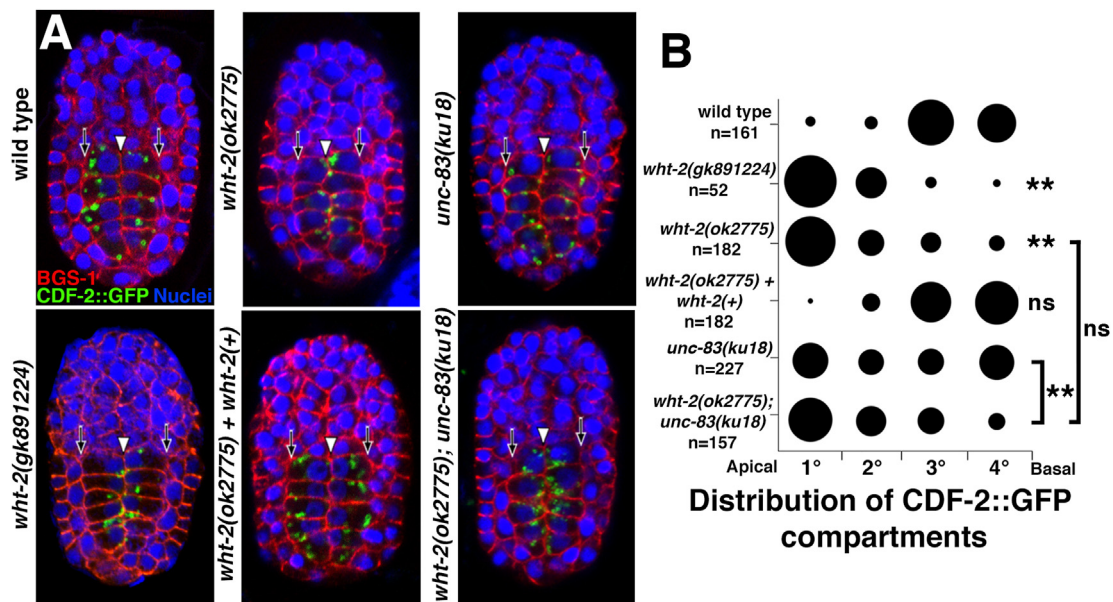 A
wild type
wht-2(ok2775)
unc-83(ku18)
BGS-1
CDF-2::GFP Nuclei
wht-2(gk891224)
wht-2(ok2775) + wht-2(+)
wht-2(ok2775); unc-83(ku18)
B
wild type
n=161
wht-2(gk891224)
n=52
**
wht-2(ok2775)
n=182
**
wht-2(ok2775) +
wht-2(+)
n=182
ns
ns
unc-83(ku18)
n=227
**
wht-2(ok2775);
unc-83(ku18)
n=157
Apical 1° 2° 3° 4° Basal
Distribution of CDF-2::GFP
compartments